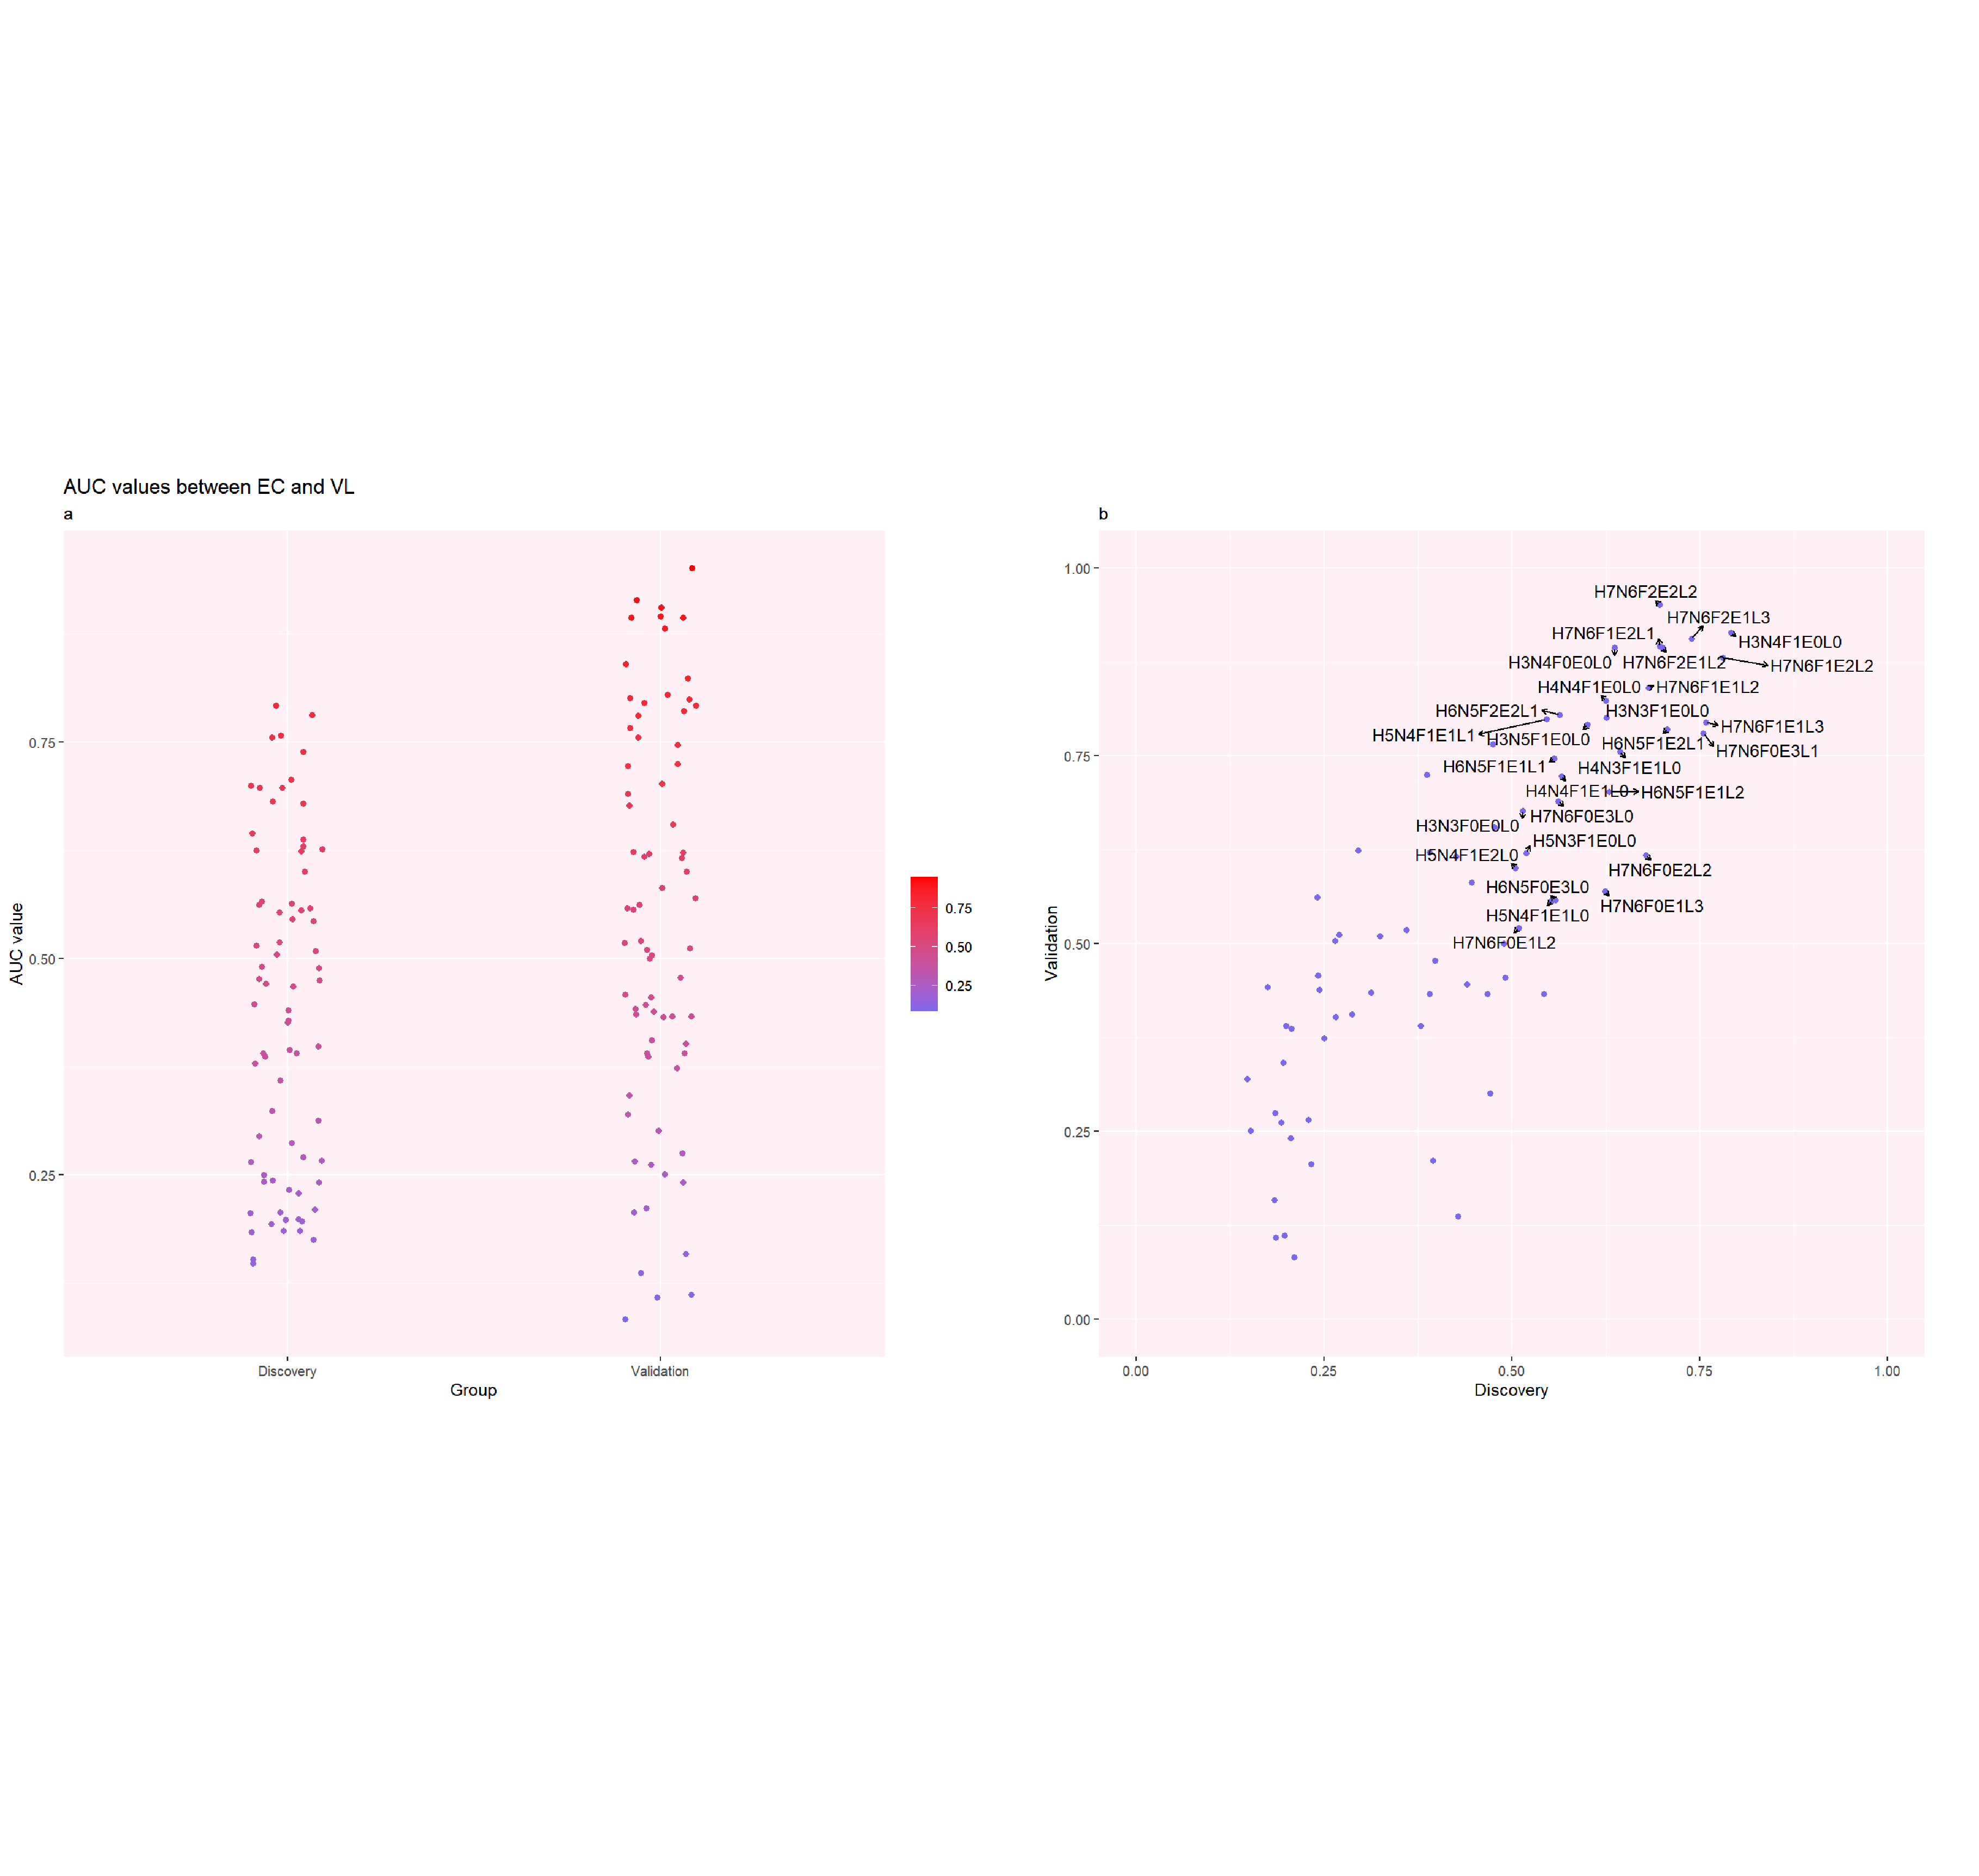 AUC values between EC and VL
a
AUC value
0.75
0.50
0.25
Discovery
Validation
Group
0.75
0.50
0.25
b
Validation
1.00
0.75
0.50
0.25
0.00
0.00
0.25
0.50
0.75
1.00
Discovery
H7N6F2E2L2
H7N6F2E1L3
H7N6F1E2L1
H3N4F1E0L0
H3N4F0E0L0
H7N6F2E1L2
H7N6F1E2L2
H4N4F1E0L0
H7N6F1E1L2
H6N5F2E2L1
H3N3F1E0L0
H7N6F1E1L3
H5N4F1E1L1
H3N5F1E0L0
H6N5F1E2L1
H7N6F0E3L1
H6N5F1E1L1
H4N3F1E1L0
H4N4F1E1L0
H6N5F1E1L2
H7N6F0E3L0
H3N3F0E0L0
H5N3F1E0L0
H5N4F1E2L0
H7N6F0E2L2
H6N5F0E3L0
H7N6F0E1L3
H5N4F1E1L0
H7N6F0E1L2